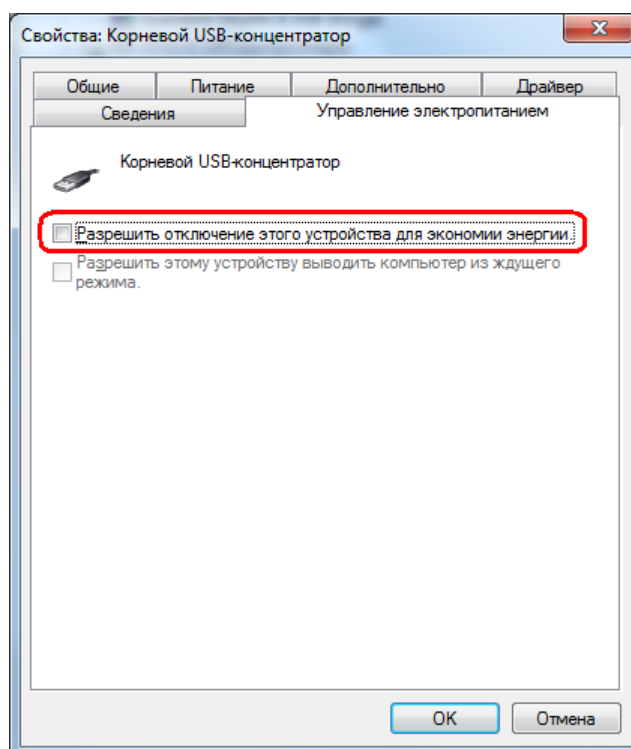 Свойства: Корневой USB-концентратор
x
Общие Питание Дополнительно Драйвер
Сведения Управление электропитанием
Корневой USB-концентратор
Разрешить отключение этого устройства для экономии энергии.
Разрешить этому устройству выводить компьютер из ждущего
режима.
OK Отмена